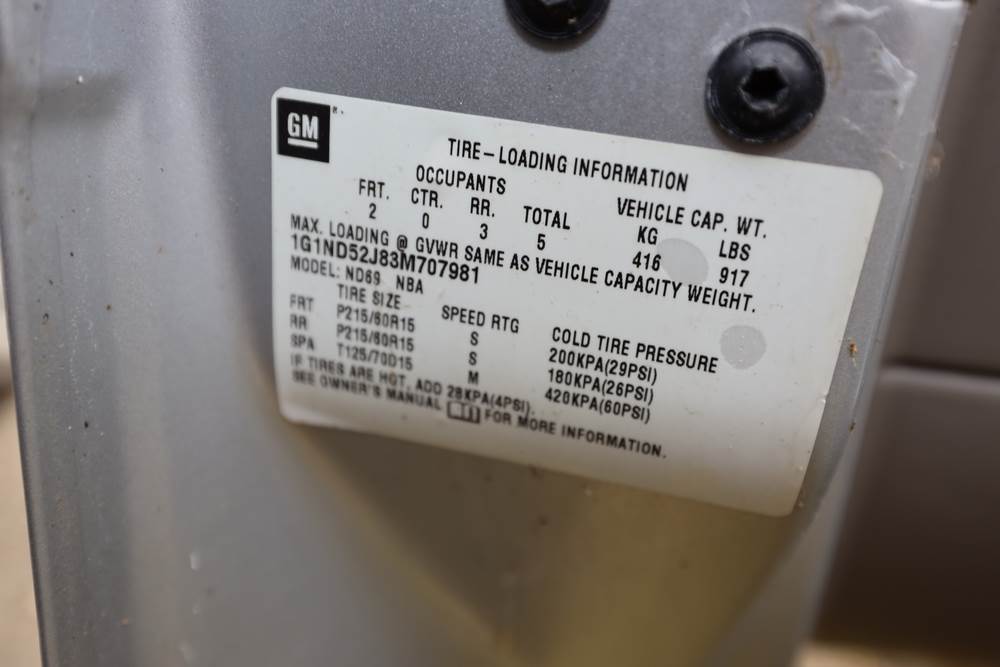 GM
TIRE-LOADING INFORMATION
OCCUPANTS VEHICLE CAP. WT.
FRT. CTR. RR. TOTAL KG LBS
2 0 3 5 416 917
MAX. LOADING @ GVWR SAME AS VEHICLE CAPACITY WEIGHT.
1G1ND52J83M707981
MODEL: ND69 NBA
TIRE SIZE SPEED RTG COLD TIRE PRESSURE
FRT P215/60R15 S 200KPA(29PSI)
RR P215/60R15 S 180KPA(26PSI)
SPA T125/70D15 M 420KPA(60PSI)
IF TIRES ARE HOT, ADD 28KPA(4PSI).
SEE OWNER'S MANUAL FOR MORE INFORMATION.